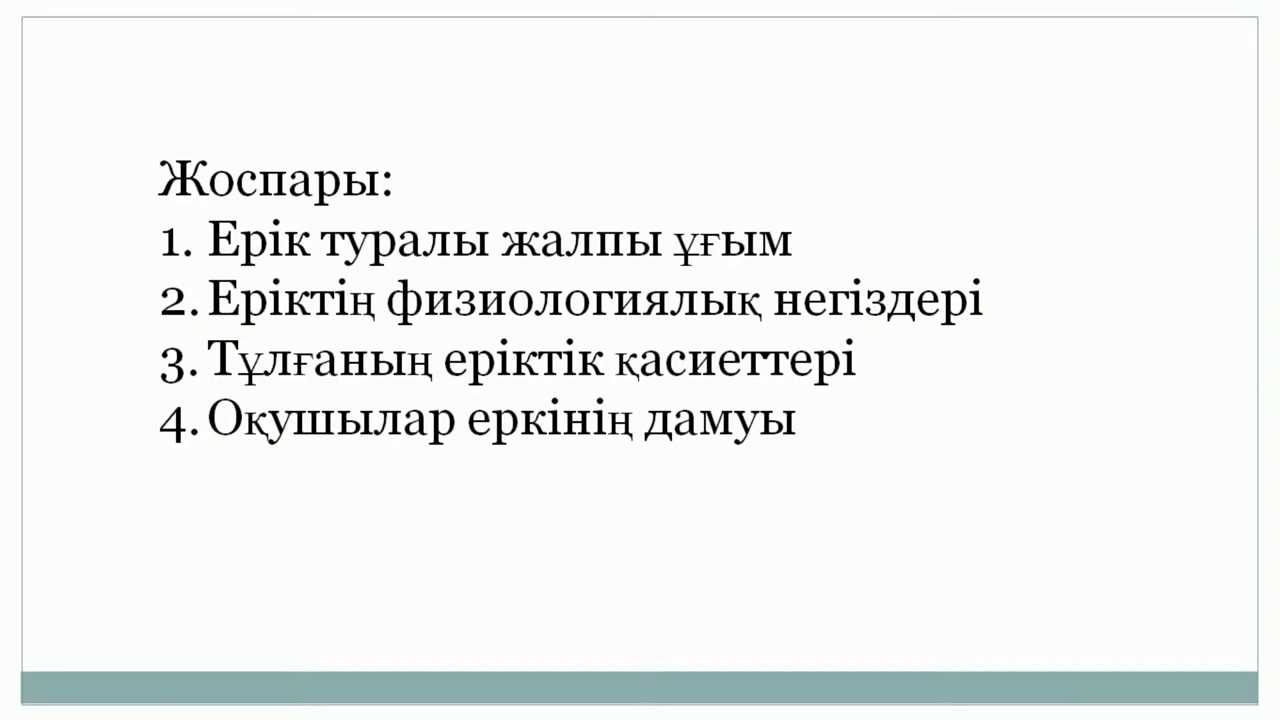 Жоспары:
1. Ерік туралы жалпы ұғым
2. Еріктің физиологиялық негіздері
3. Тұлғаның еріктік қасиеттері
4. Оқушылар еркінің дамуы